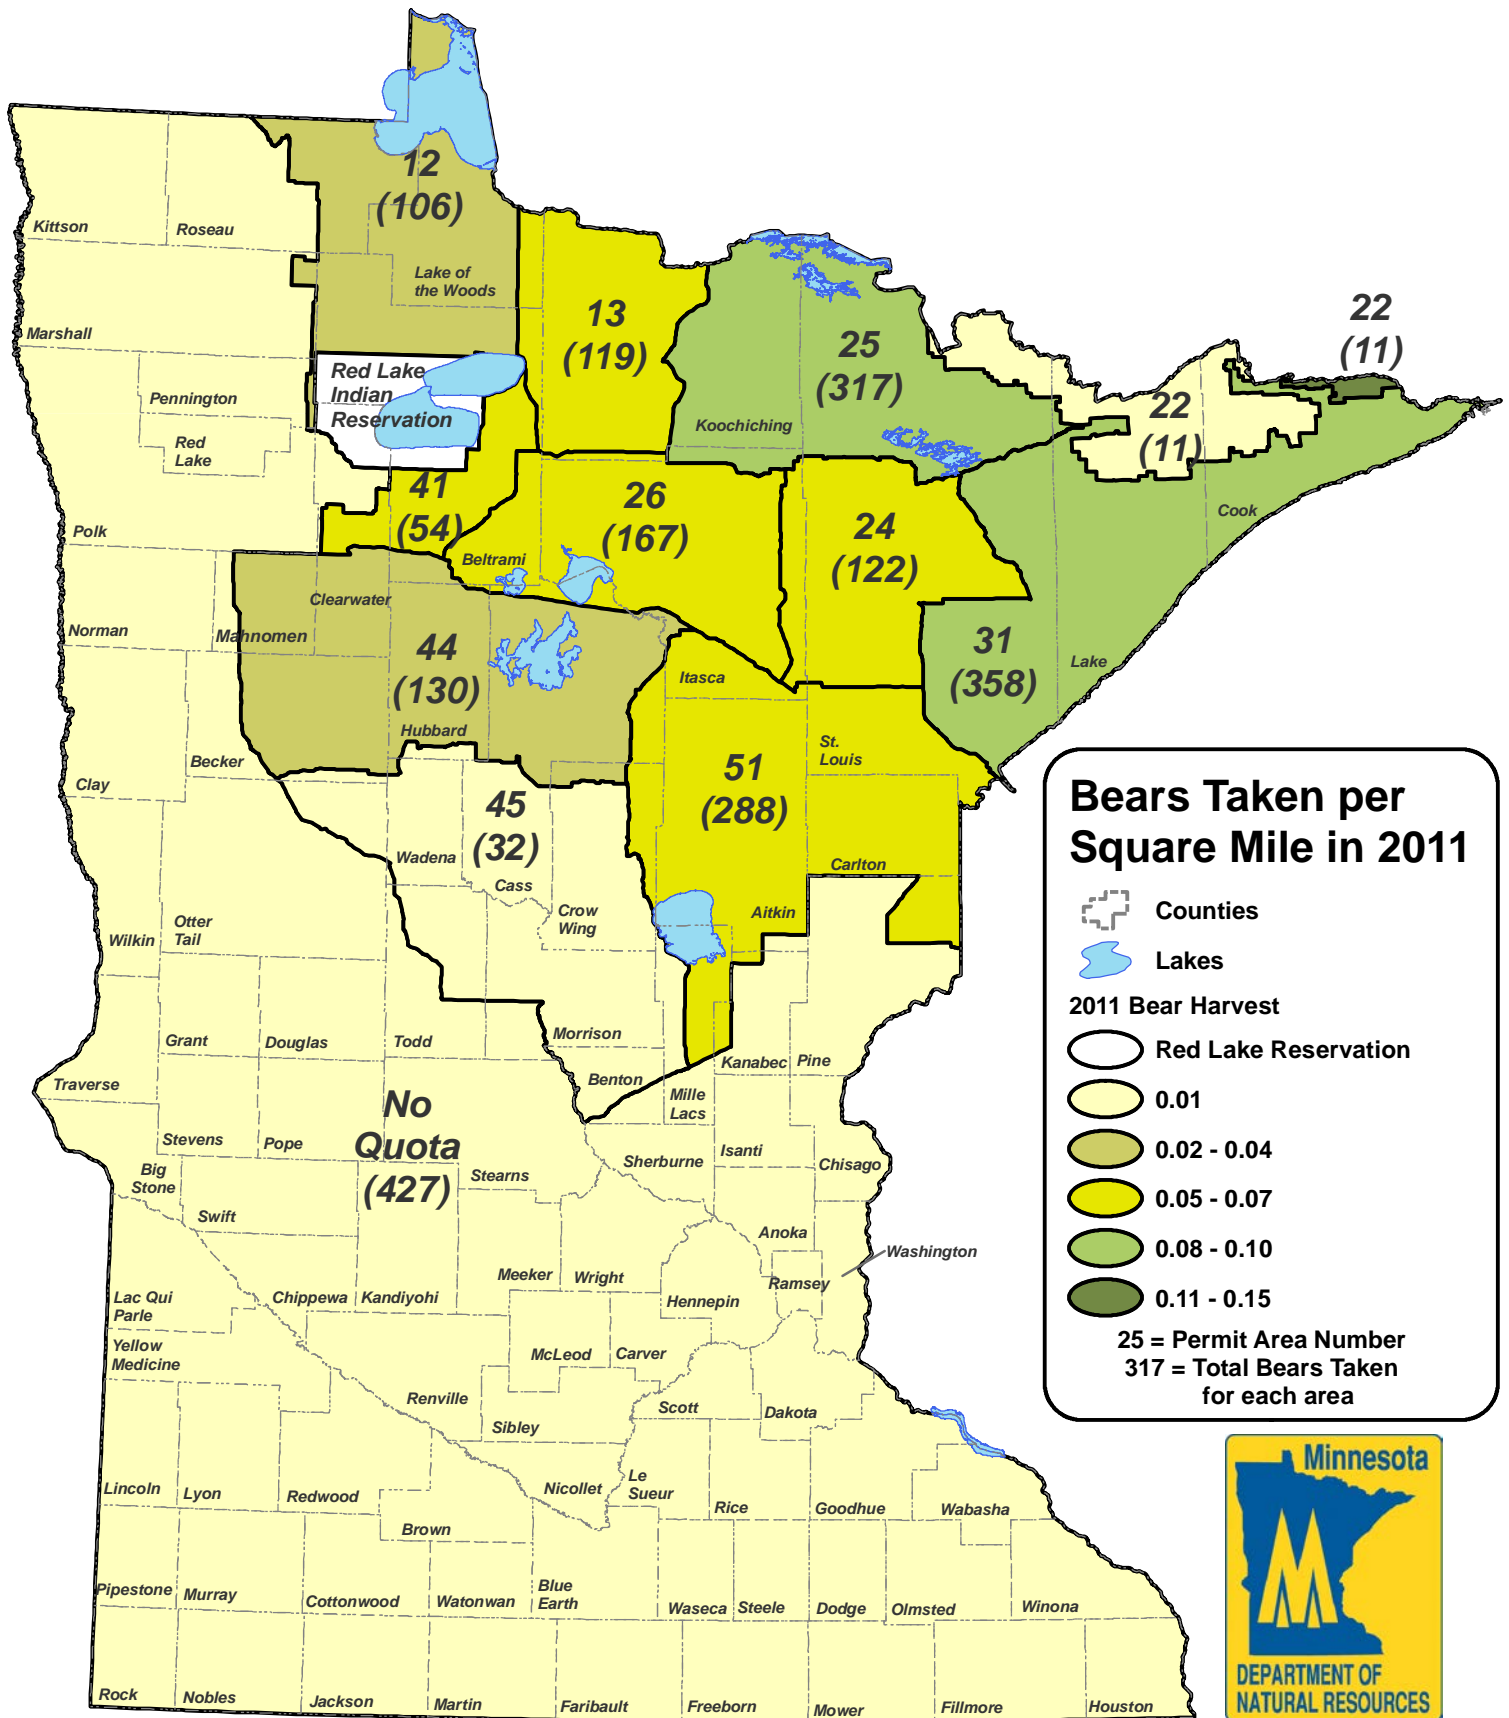 12
(106)
Kittson
Roseau
Lake of
the Woods
13
(119)
22
(11)
25
(317)
Marshall
Red Lake
Indian
Reservation
Pennington
Red
Lake
Koochiching
22
(11)
41
(54)
26
(167)
24
(122)
Cook
Polk
Beltrami
Clearwater
Norman
Mahnomen
44
(130)
31
(358)
Lake
Itasca
Hubbard
St.
Louis
Becker
Clay
51
(288)
45
(32)
Wadena
Cass
Carlton
Crow
Wing
Aitkin
Otter
Tail
Wilkin
Grant
Douglas
Todd
Morrison
Kanabec
Pine
Traverse
Benton
Mille
Lacs
No
Quota
(427)
Stevens
Pope
Big
Stone
Stearns
Sherburne
Isanti
Chisago
Swift
Anoka
Washington
Lac Qui
Parle
Chippewa
Kandiyohi
Meeker
Wright
Hennepin
Ramsey
Yellow
Medicine
McLeod
Carver
Renville
Sibley
Scott
Dakota
Lincoln
Lyon
Redwood
Nicollet
Le
Sueur
Rice
Goodhue
Wabasha
Brown
Pipestone
Murray
Cottonwood
Watonwan
Blue
Earth
Waseca
Steele
Dodge
Olmsted
Winona
Rock
Nobles
Jackson
Martin
Faribault
Freeborn
Mower
Fillmore
Houston
Bears Taken per
Square Mile in 2011
Counties
Lakes
2011 Bear Harvest
Red Lake Reservation
0.01
0.02 - 0.04
0.05 - 0.07
0.08 - 0.10
0.11 - 0.15
25 = Permit Area Number
317 = Total Bears Taken
for each area
Minnesota
DEPARTMENT OF
NATURAL RESOURCES